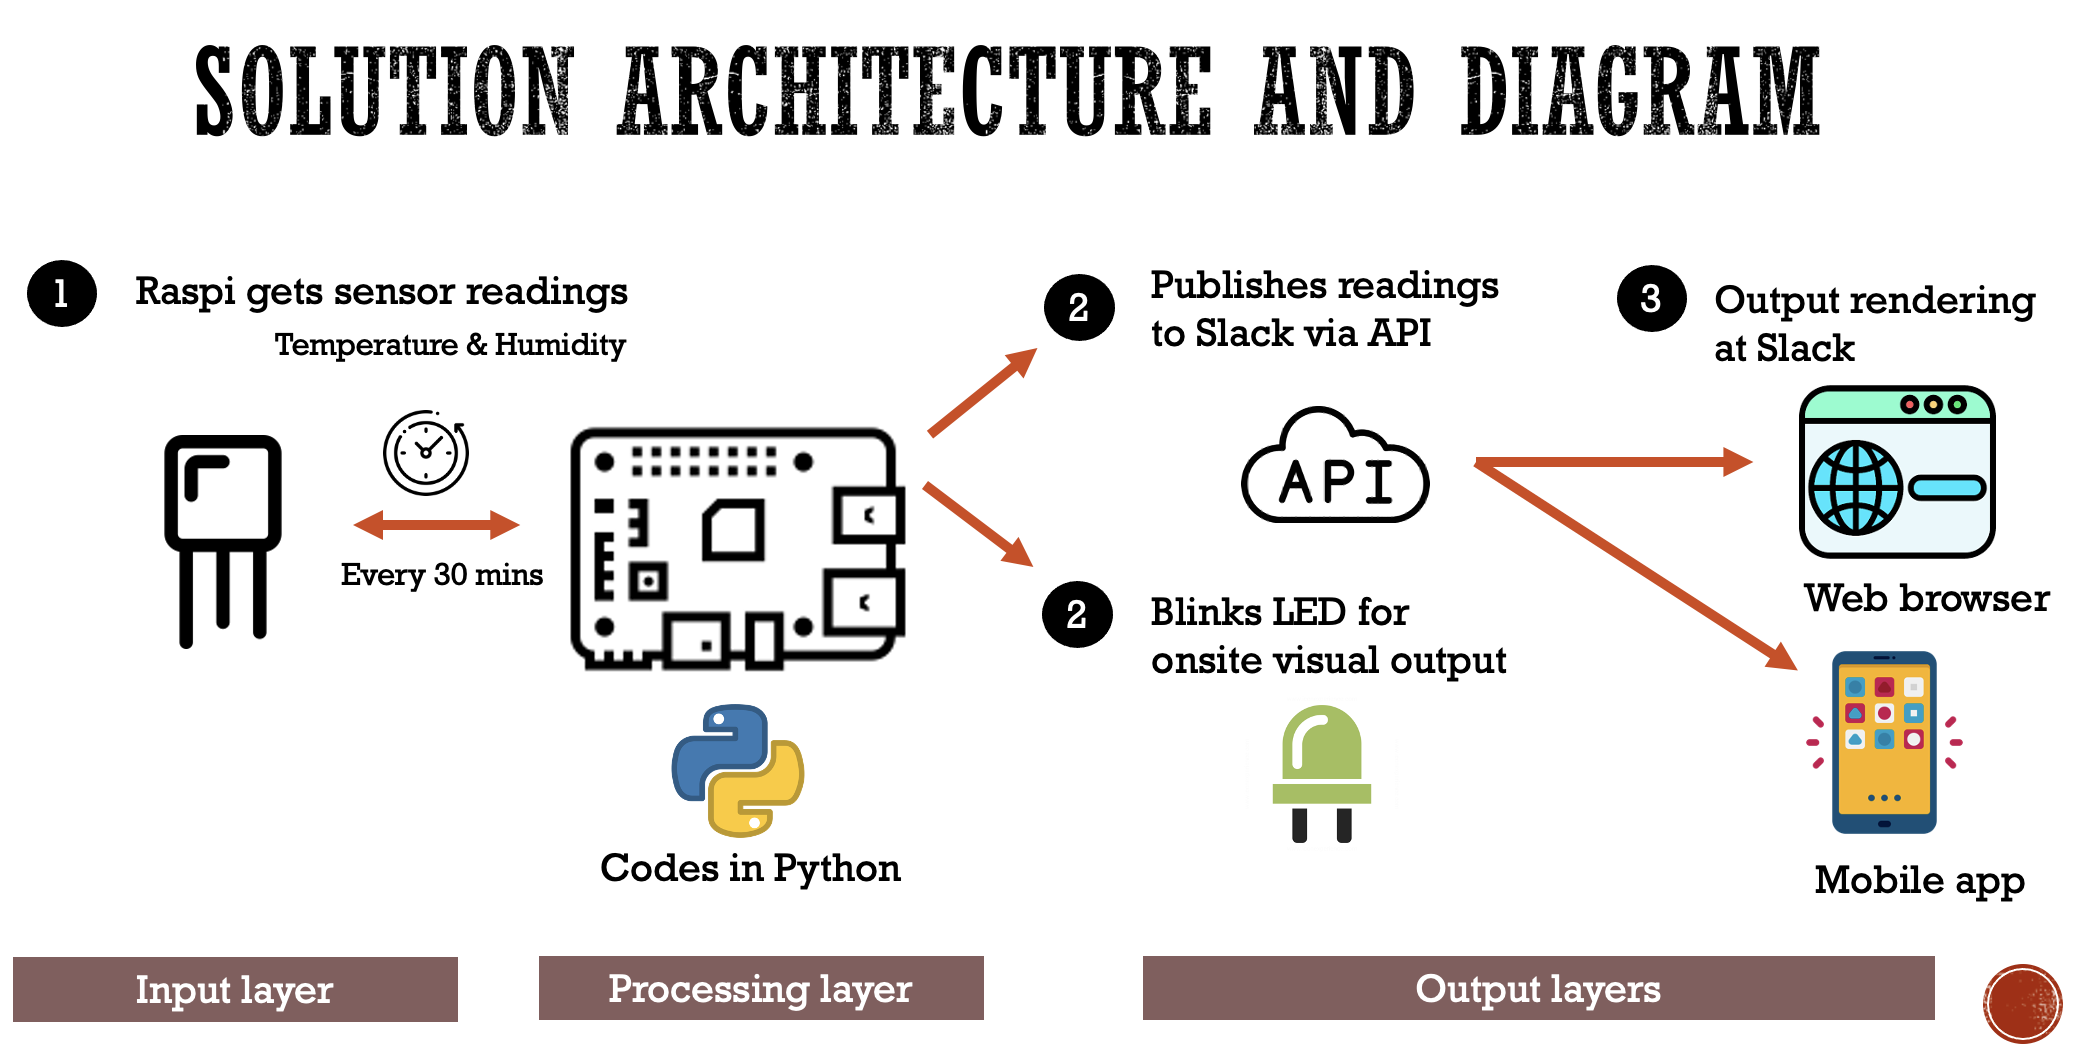 SOLUTION ARCHITECTURE AND DIAGRAM
1
Raspi gets sensor readings
Temperature & Humidity
Every 30 mins
Codes in Python
2
Publishes readings
to Slack via API
API
2
Blinks LED for
onsite visual output
3
Output rendering
at Slack
Web browser
Mobile app
Input layer
Processing layer
Output layers